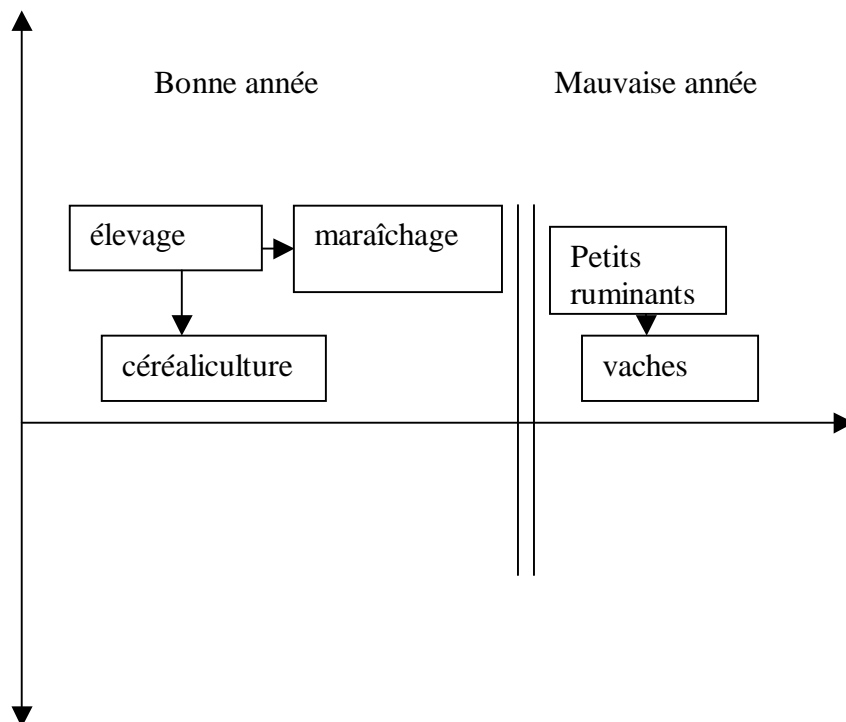 Bonne année
Mauvaise année
élevage
maraîchage
Petits
ruminants
céréaliculture
vaches